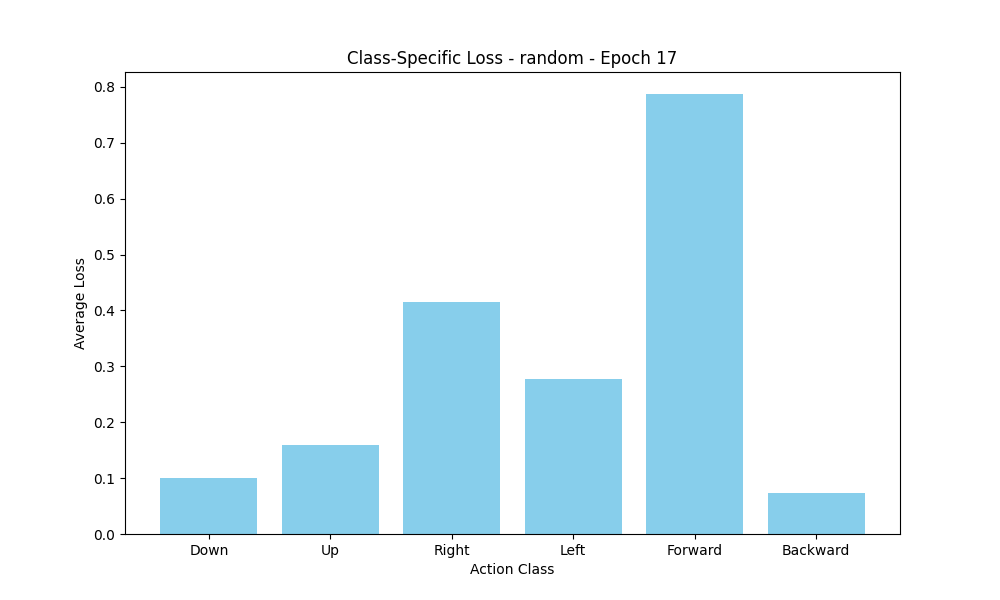 Class-Specific Loss - random - Epoch 17
Average Loss
0.8
0.7
0.6
0.5
0.4
0.3
0.2
0.1
0.0
Down Up Right Left Forward Backward
Action Class